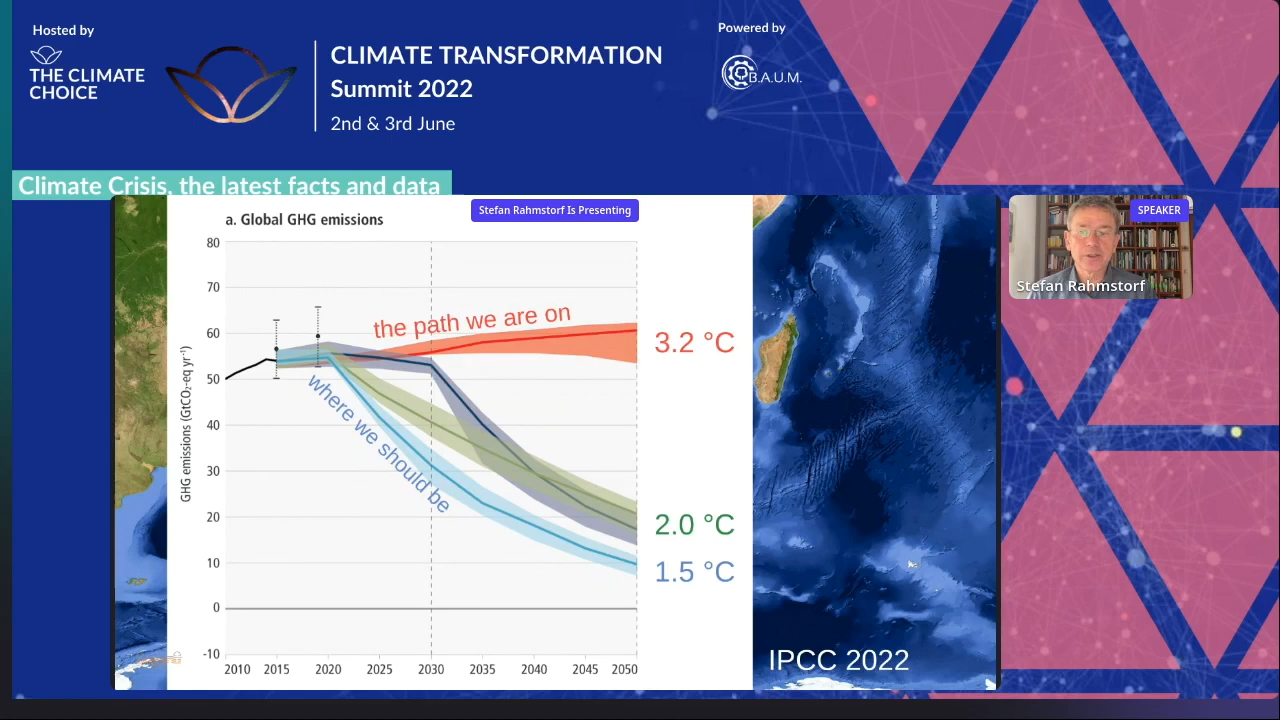 Hosted by
THE CLIMATE
CHOICE
CLIMATE TRANSFORMATION
Summit 2022
2nd & 3rd June
Powered by
B.A.U.M.
Climate Crisis, the latest facts and data
Stefan Rahmstorf Is Presenting
SPEAKER
Stefan Rahmstorf
a. Global GHG emissions
GHG emissions (GtCO₂-eq yr⁻¹)
80
70
60
50
40
30
20
10
0
-10
2010 2015 2020 2025 2030 2035 2040 2045 2050
the path we are on
where we should be
3.2 °C
2.0 °C
1.5 °C
IPCC 2022